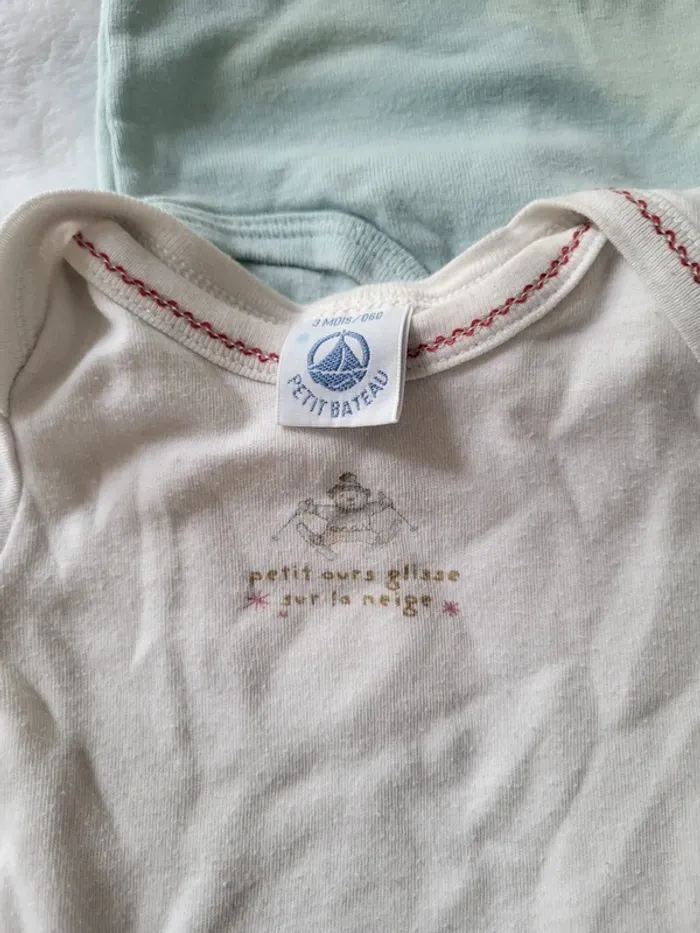 3 MOIS/060
PETIT BATEAU
petit ours glisse
sur la neige